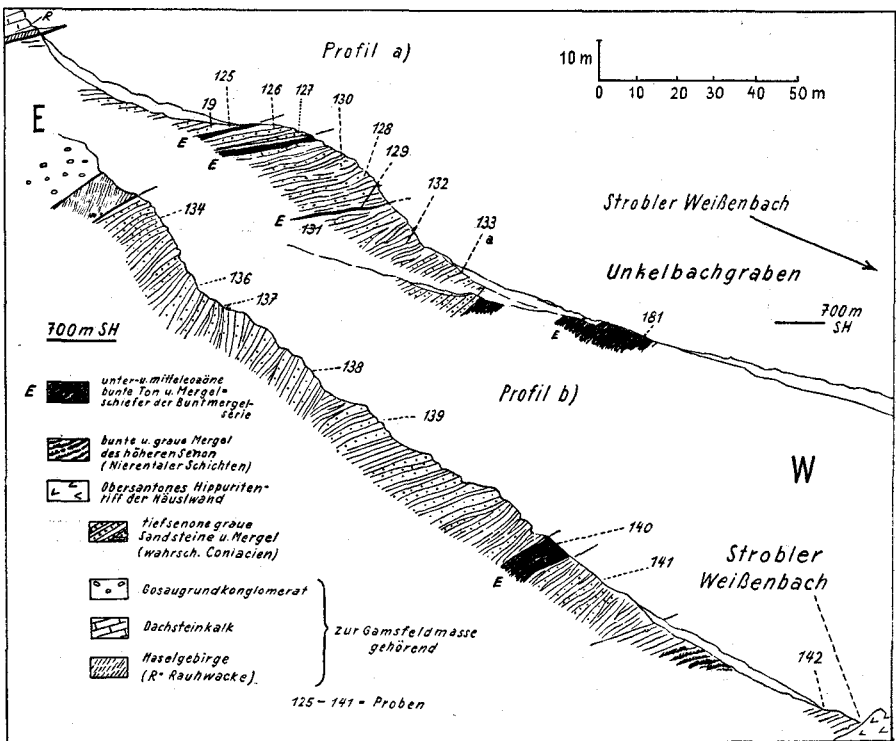 R
Profil a)
10 m
0 10 20 30 40 50 m
125
126
127
130
19
E
E
E
128
129
132
E
131
133
a
134
Strobler Weißenbach
Unkelbachgraben
700 m
SH
181
E
136
137
700 m SH
138
Profil b)
139
W
E
unter- u. mitteleozäne
bunte Ton u. Mergel=
schiefer der Buntmergel-
serie
bunte u. graue Mergel
des höheren Senon
(Nierentaler Schichten)
Obersantones Hippuriten-
riff der Näuslwand
tiefsenone graue
Sandsteine u. Mergel
(wahrsch. Coniacien)
Gosaugrundkonglomerat
Dachsteinkalk
Haselgebirge
(R= Rauhwacke)
zur Gamsfeldmasse
gehörend
125-141 = Proben
140
E
141
Strobler
Weißenbach
142